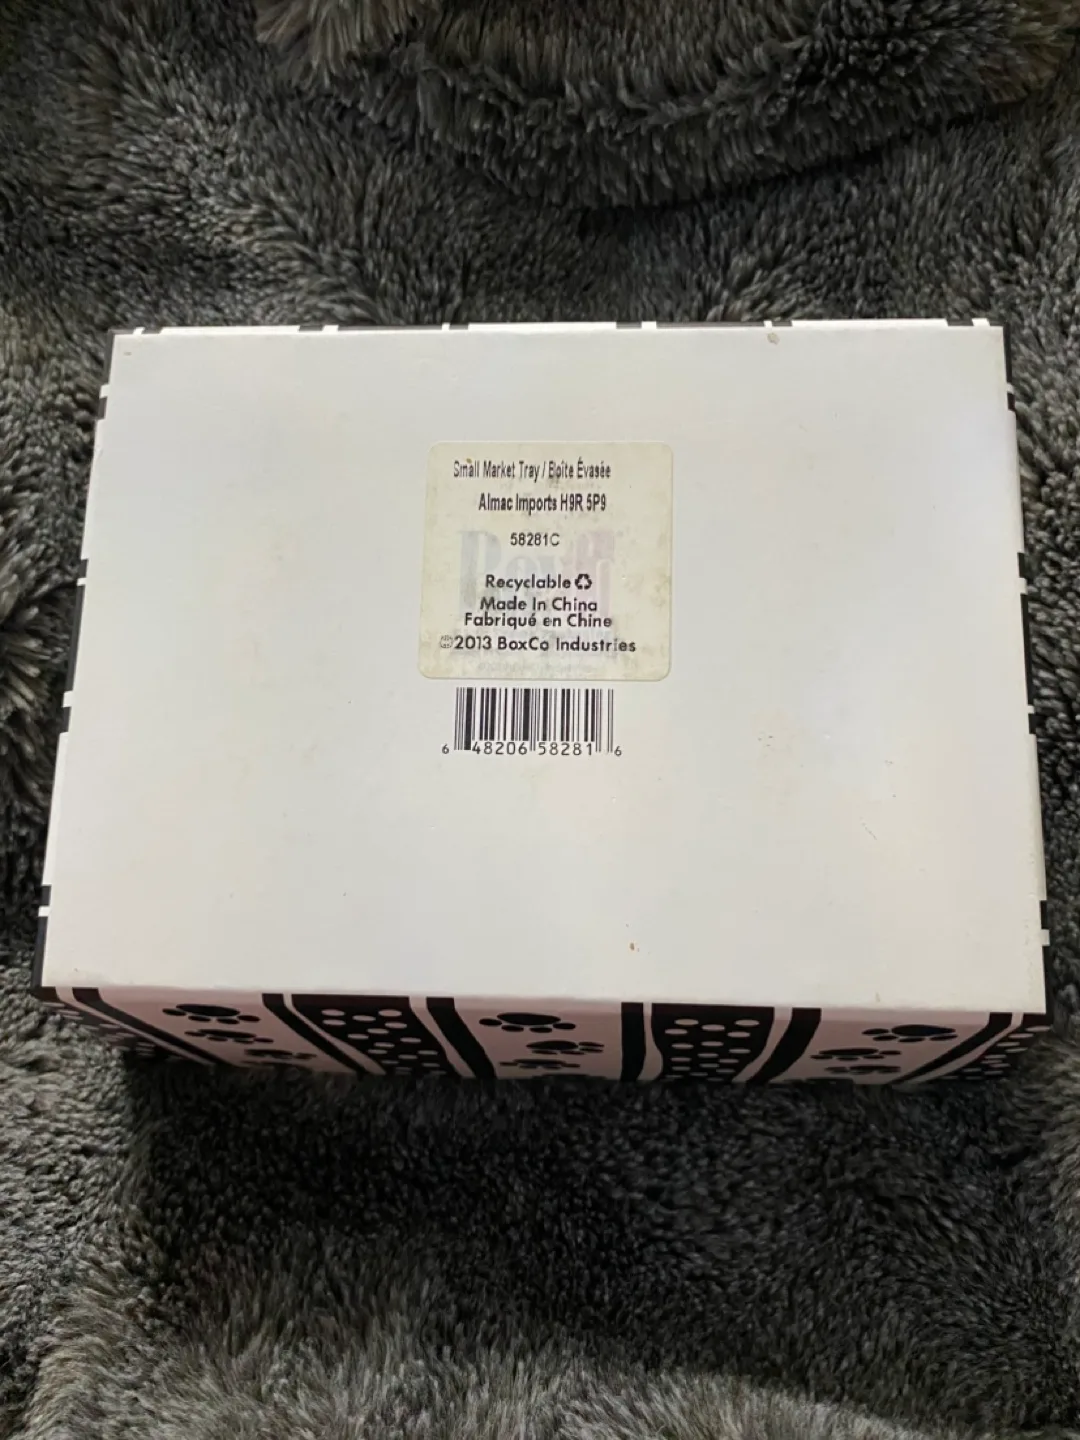 Small Market Tray / Boîte Évasée
Almac Imports H9R 5P9
58281C
Recyclable
Made In China
Fabriqué en Chine
©2013 BoxCo Industries
6 48206 58281 6